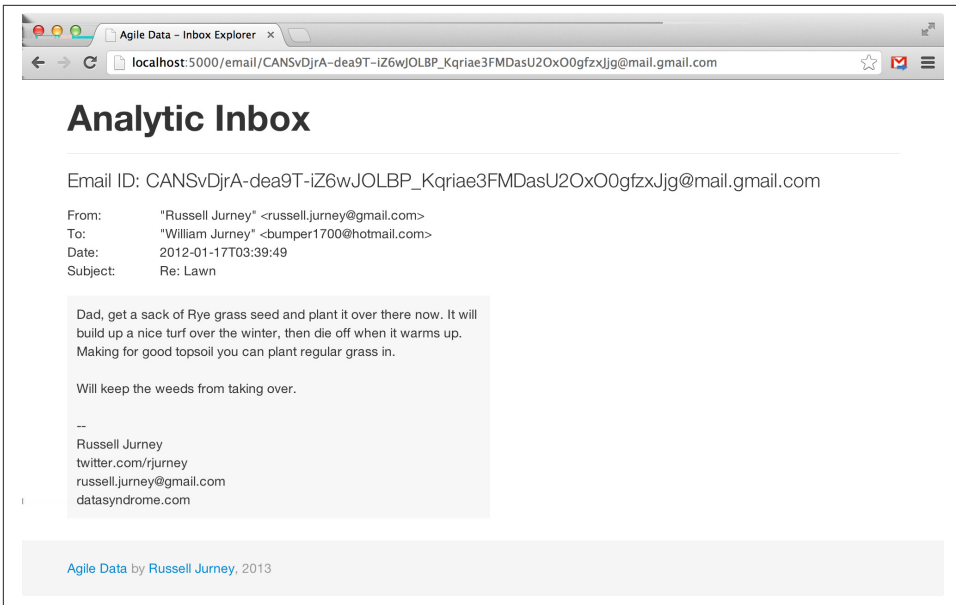 Agile Data – Inbox Explorer ×
localhost:5000/email/CANSvDjrA-dea9T-iZ6wJOLBP_Kqriae3FMDasU2OxO0gfzxJjg@mail.gmail.com
Analytic Inbox
Email ID: CANSvDjrA-dea9T-iZ6wJOLBP_Kqriae3FMDasU2OxO0gfzxJjg@mail.gmail.com
From: "Russell Jurney" <russell.jurney@gmail.com>
To: "William Jurney" <bumper1700@hotmail.com>
Date: 2012-01-17T03:39:49
Subject: Re: Lawn
Dad, get a sack of Rye grass seed and plant it over there now. It will
build up a nice turf over the winter, then die off when it warms up.
Making for good topsoil you can plant regular grass in.
Will keep the weeds from taking over.
--
Russell Jurney
twitter.com/rjurney
russell.jurney@gmail.com
datasyndrome.com
Agile Data by Russell Jurney, 2013